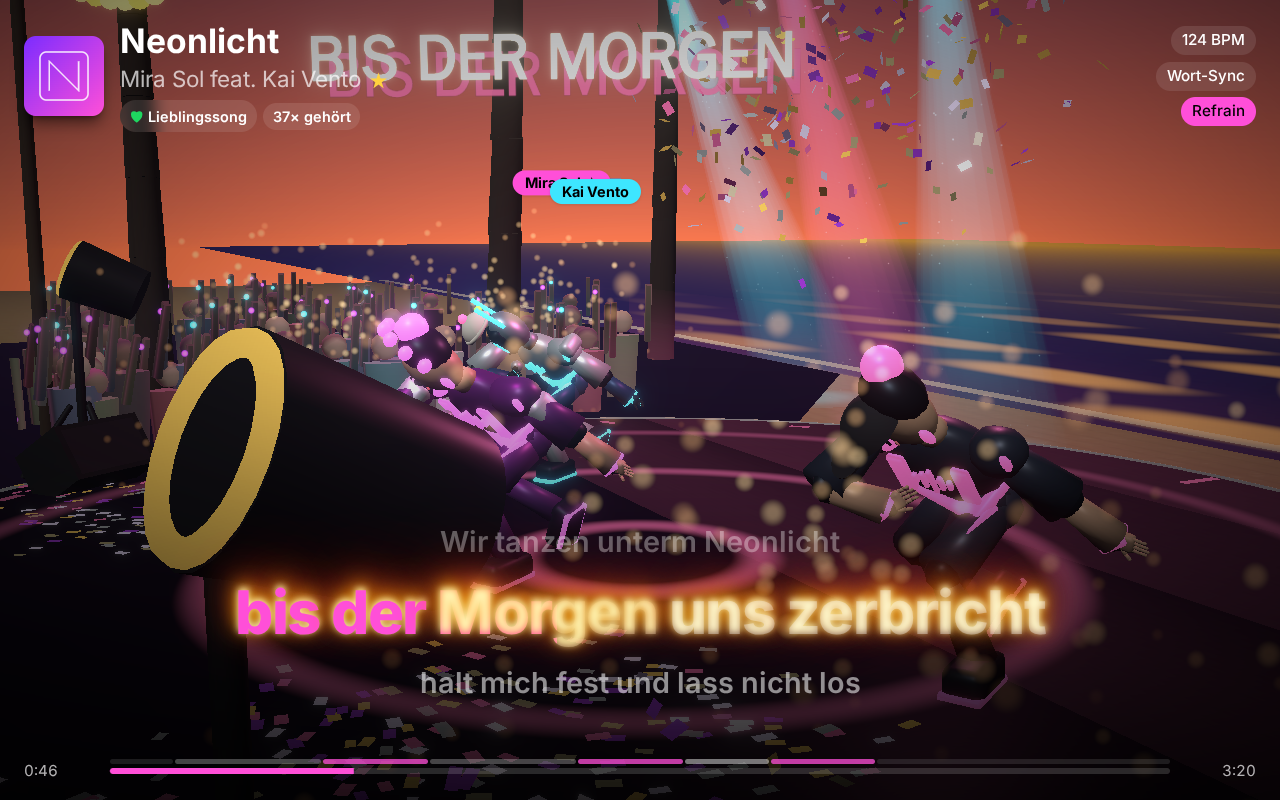 Neonlicht
Mira Sol feat. Kai Vento
Lieblingssong
37× gehört
BIS DER MORGEN
124 BPM
Wort-Sync
Refrain
Mira
Kai Vento
Wir tanzen unterm Neonlicht
bis der Morgen uns zerbricht
halt mich fest und lass nicht los
0:46
3:20